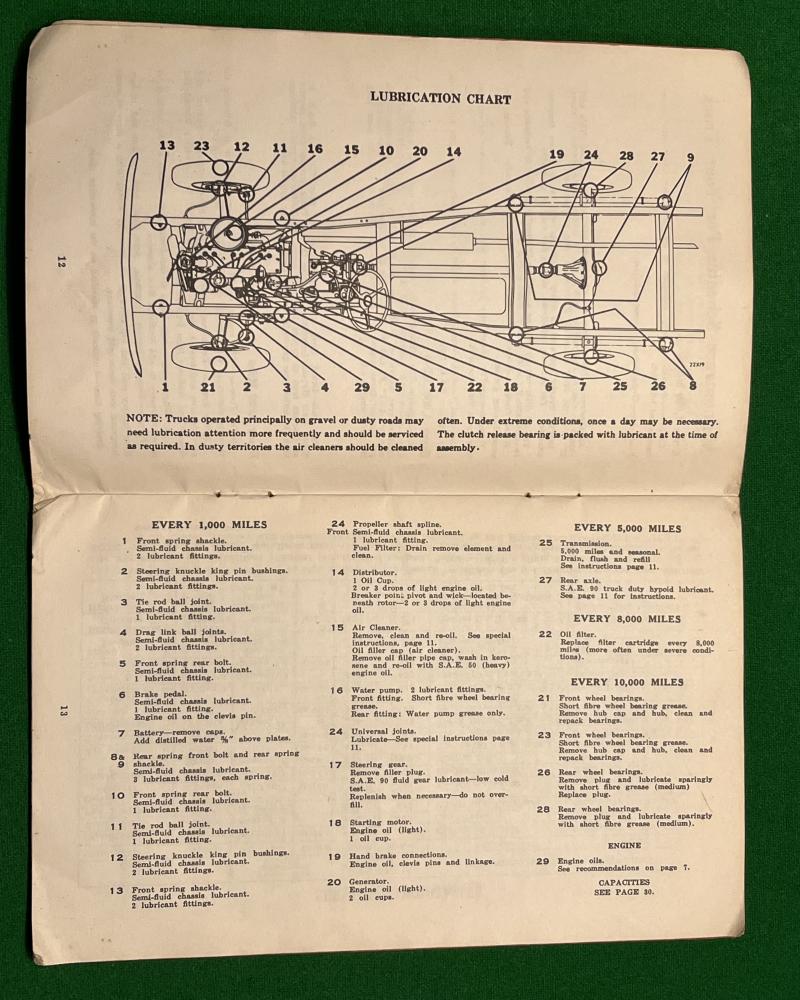 LUBRICATION CHART
13 23 12 11 16 15 10 20 14 19 24 28 27 9
1 21 2 3 4 29 5 17 22 18 6 7 25 26 8
12
NOTE: Trucks operated principally on gravel or dusty roads may
need lubrication attention more frequently and should be serviced
as required. In dusty territories the air cleaners should be cleaned
often. Under extreme conditions, once a day may be necessary.
The clutch release bearing is packed with lubricant at the time of
assembly.
13
EVERY 1,000 MILES
1 Front spring shackle.
Semi-fluid chassis lubricant.
2 lubricant fittings.
2 Steering knuckle king pin bushings.
Semi-fluid chassis lubricant.
2 lubricant fittings.
3 Tie rod ball joint.
Semi-fluid chassis lubricant.
1 lubricant fitting.
4 Drag link ball joints.
Semi-fluid chassis lubricant.
2 lubricant fittings.
5 Front spring rear bolt.
Semi-fluid chassis lubricant.
1 lubricant fitting.
6 Brake pedal.
Semi-fluid chassis lubricant.
1 lubricant fitting.
Engine oil on the clevis pin.
7 Battery—remove caps.
Add distilled water ⅜" above plates.
8 & Rear spring front bolt and rear spring
9 shackle.
Semi-fluid chassis lubricant.
3 lubricant fittings, each spring.
10 Front spring rear bolt.
Semi-fluid chassis lubricant.
1 lubricant fitting.
11 Tie rod ball joint.
Semi-fluid chassis lubricant.
1 lubricant fitting.
12 Steering knuckle king pin bushings.
Semi-fluid chassis lubricant.
2 lubricant fittings.
13 Front spring shackle.
Semi-fluid chassis lubricant.
2 lubricant fittings.
24 Propeller shaft spline.
Front Semi-fluid chassis lubricant.
1 lubricant fitting.
Fuel Filter: Drain remove element and
clean.
14 Distributor.
1 Oil Cup.
2 or 3 drops of light engine oil.
Breaker point pivot and wick—located be-
neath rotor—2 or 3 drops of light engine
oil.
15 Air Cleaner.
Remove, clean and re-oil. See special
instructions, page 11.
Oil filler cap (air cleaner).
Remove oil filler pipe cap, wash in kero-
sene and re-oil with S.A.E. 50 (heavy)
engine oil.
16 Water pump. 2 lubricant fittings.
Front fitting. Short fibre wheel bearing
grease.
Rear fitting: Water pump grease only.
24 Universal joints.
Lubricate—See special instructions page
11.
17 Steering gear.
Remove filler plug.
S.A.E. 90 fluid gear lubricant—low cold
test.
Replenish when necessary—do not over-
fill.
18 Starting motor.
Engine oil (light).
1 oil cup.
19 Hand brake connections.
Engine oil, clevis pins and linkage.
20 Generator.
Engine oil (light).
2 oil cups.
EVERY 5,000 MILES
25 Transmission.
5,000 miles and seasonal.
Drain, flush and refill
See instructions page 11.
27 Rear axle.
S.A.E. 90 truck duty hypoid lubricant.
See page 11 for instructions.
EVERY 8,000 MILES
22 Oil filter.
Replace filter cartridge every 8,000
miles (more often under severe condi-
tions).
EVERY 10,000 MILES
21 Front wheel bearings.
Short fibre wheel bearing grease.
Remove hub cap and hub, clean and
repack bearings.
23 Front wheel bearings.
Short fibre wheel bearing grease.
Remove hub cap and hub, clean and
repack bearings.
26 Rear wheel bearings.
Remove plug and lubricate sparingly
with short fibre grease (medium)
Replace plug.
28 Rear wheel bearings.
Remove plug and lubricate sparingly
with short fibre grease (medium).
ENGINE
29 Engine oils.
See recommendations on page 7.
CAPACITIES
SEE PAGE 30.